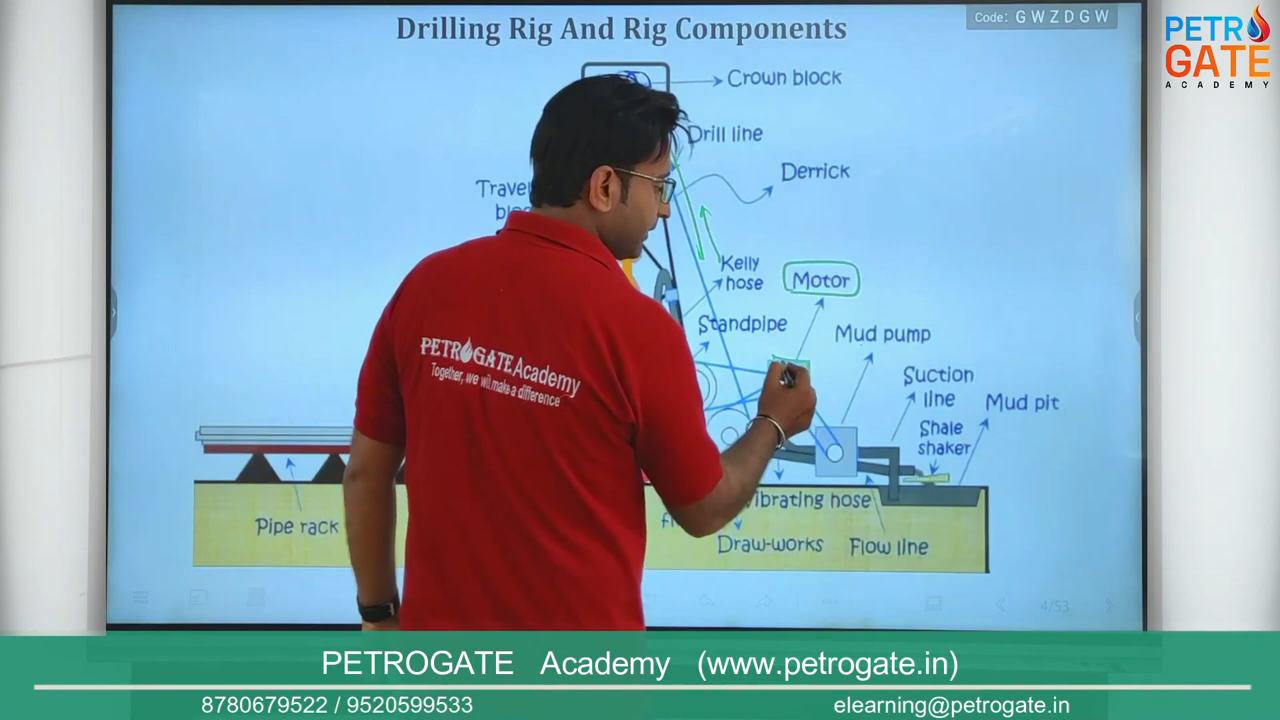 Drilling Rig And Rig Components
Code: GWZDGW
PETROGATE
ACADEMY
Crown block
Drill line
Derrick
Kelly
hose
Motor
Standpipe
Mud pump
Suction
line
Mud pit
Shale
shaker
PETROGATE Academy
Together, we will make a difference
Pipe rack
Vibrating hose
Draw-works
Flow line
4/53
PETROGATE Academy (www.petrogate.in)
8780679522 / 9520599533
elearning@petrogate.in